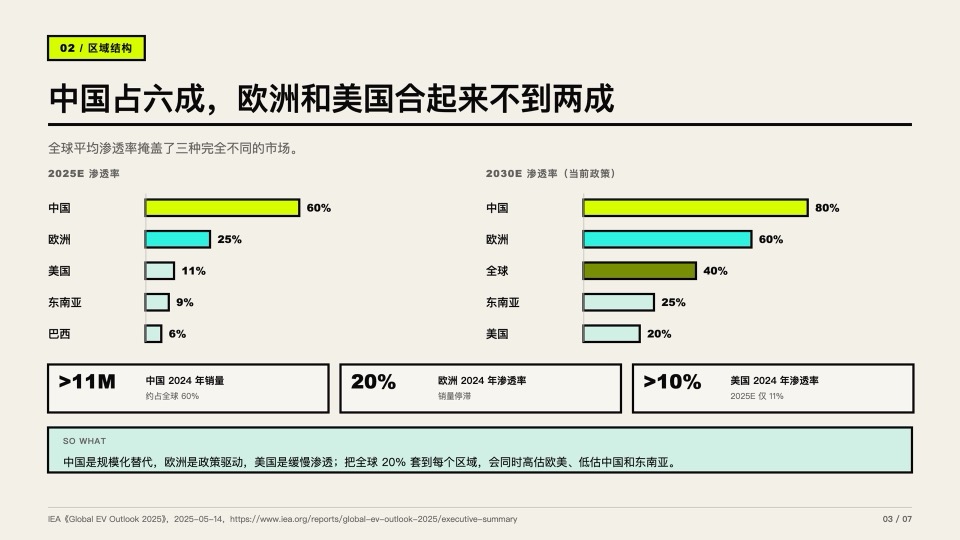 02 / 区域结构
中国占六成，欧洲和美国合起来不到两成
全球平均渗透率掩盖了三种完全不同的市场。
2025E 渗透率
中国 60%
欧洲 25%
美国 11%
东南亚 9%
巴西 6%
2030E 渗透率（当前政策）
中国 80%
欧洲 60%
全球 40%
东南亚 25%
美国 20%
>11M
中国 2024 年销量
约占全球 60%
20%
欧洲 2024 年渗透率
销量停滞
>10%
美国 2024 年渗透率
2025E 仅 11%
SO WHAT
中国是规模化替代，欧洲是政策驱动，美国是缓慢渗透；把全球 20% 套到每个区域，会同时高估欧美、低估中国和东南亚。
IEA《Global EV Outlook 2025》，2025-05-14，https://www.iea.org/reports/global-ev-outlook-2025/executive-summary
03 / 07